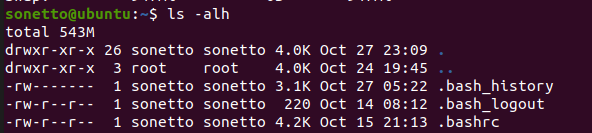 sonetto@ubuntu:~$ ls -alh
total 543M
drwxr-xr-x 26 sonetto sonetto 4.0K Oct 27 23:09 .
drwxr-xr-x  3 root    root    4.0K Oct 24 19:45 ..
-rw-------  1 sonetto sonetto 3.1K Oct 27 05:22 .bash_history
-rw-r--r--  1 sonetto sonetto  220 Oct 14 08:12 .bash_logout
-rw-r--r--  1 sonetto sonetto 4.2K Oct 15 21:13 .bashrc